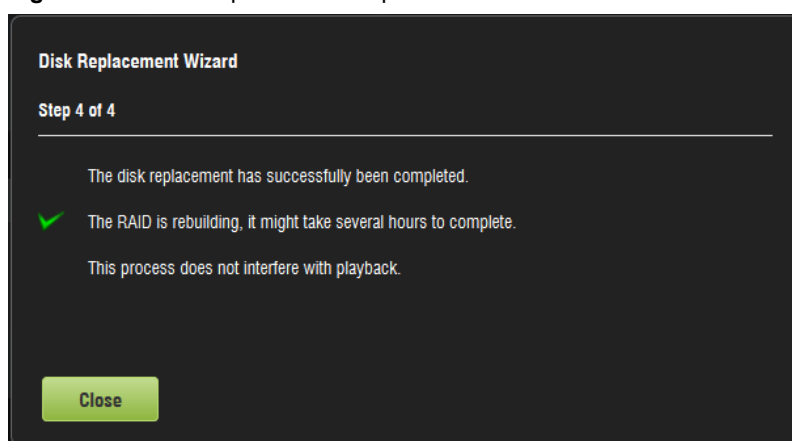 Disk Replacement Wizard
Step 4 of 4
The disk replacement has successfully been completed.
The RAID is rebuilding, it might take several hours to complete.
This process does not interfere with playback.
Close